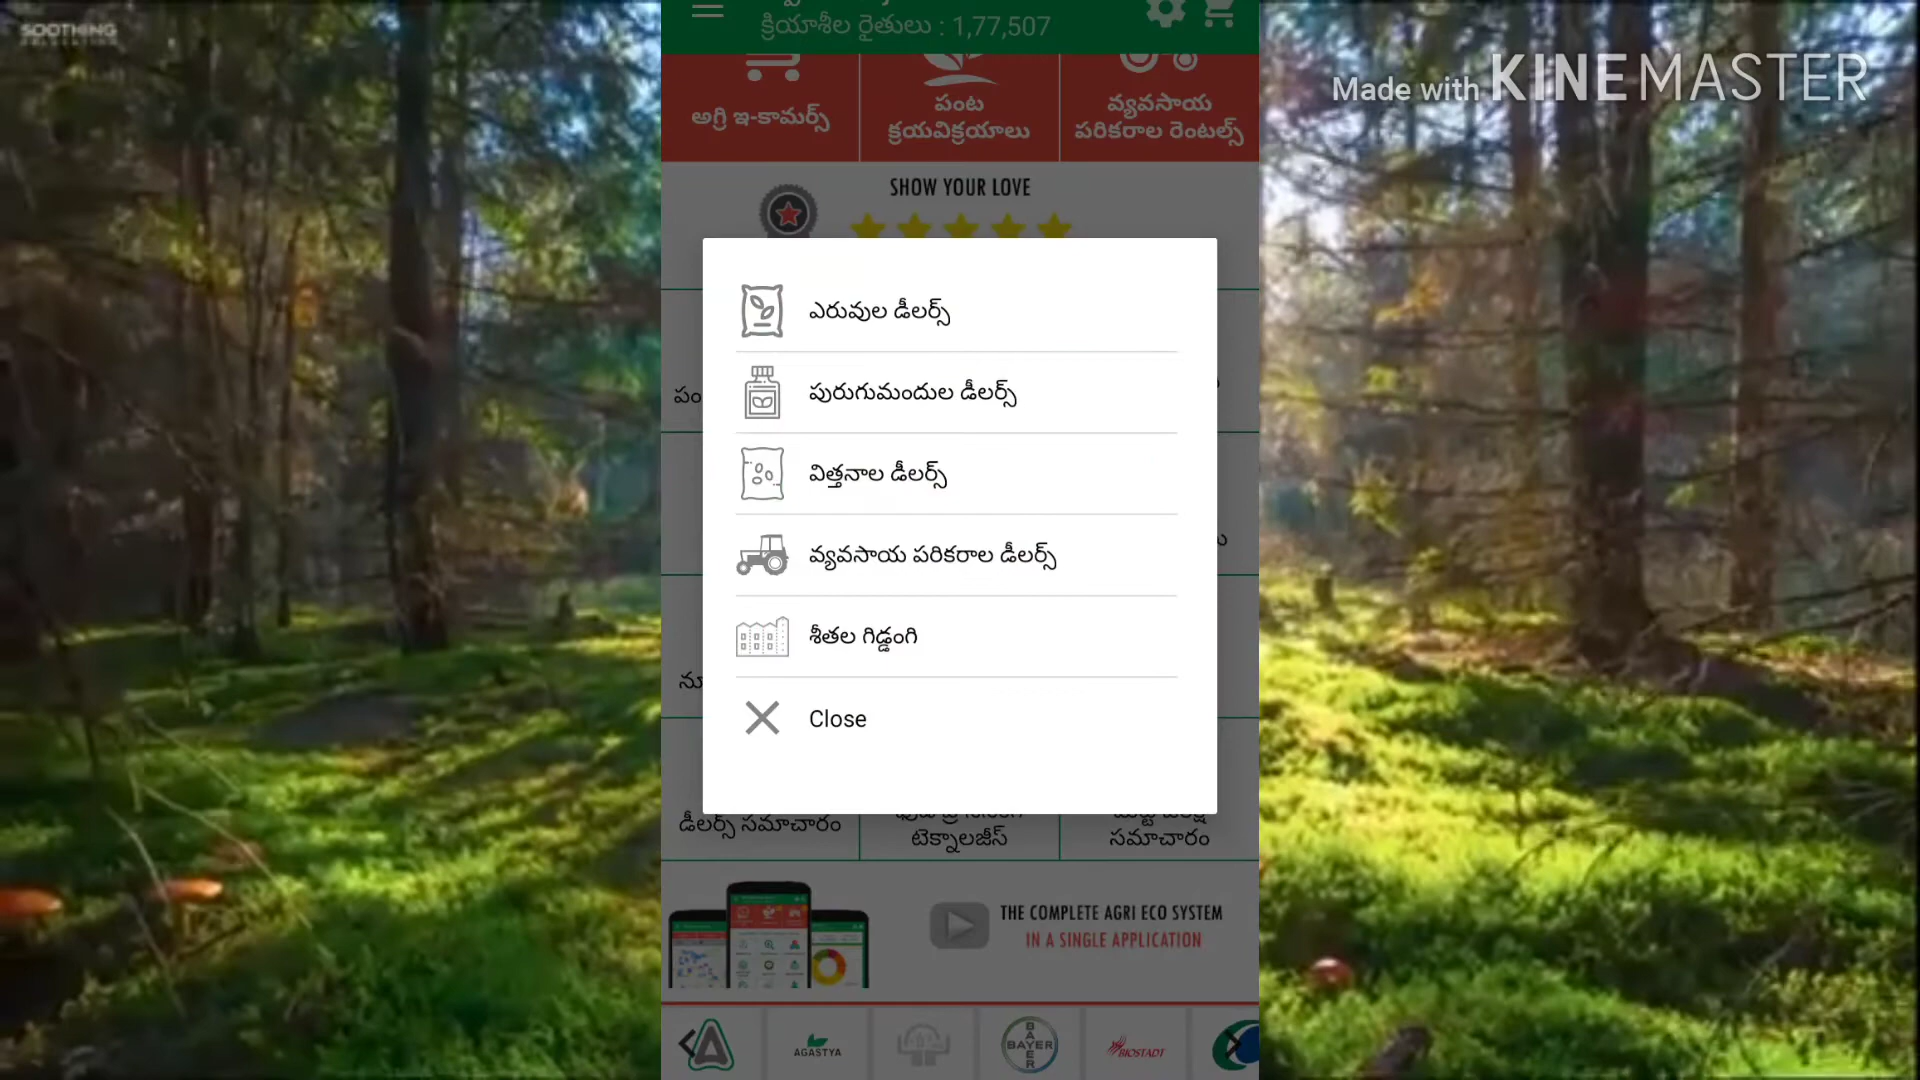 SOOTHING
RELAXATION
క్రియాశీల రైతులు : 1,77,507
Made with KINEMASTER
అగ్రి ఇ-కామర్స్
పంట
క్రయవిక్రయాలు
వ్యవసాయ
పరికరాల రెంటల్స్
SHOW YOUR LOVE
ఎరువుల డీలర్స్
పురుగుమందుల డీలర్స్
విత్తనాల డీలర్స్
వ్యవసాయ పరికరాల డీలర్స్
శీతల గిడ్డంగి
Close
డీలర్స్ సమాచారం
టెక్నాలజీస్
సమాచారం
THE COMPLETE AGRI ECO SYSTEM
IN A SINGLE APPLICATION
AGASTYA
BAYER
BIOSTADT